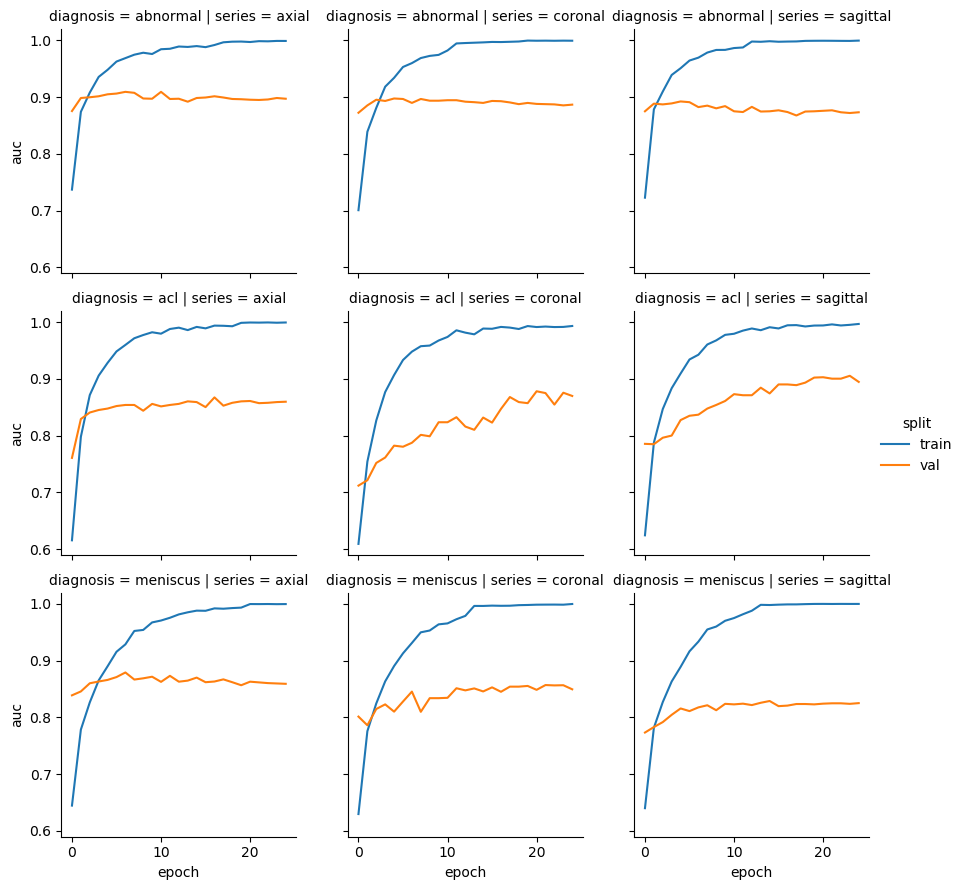 diagnosis = abnormal | series = axial
diagnosis = abnormal | series = coronal
diagnosis = abnormal | series = sagittal
1.0
0.9
0.8
0.7
0.6
auc
diagnosis = acl | series = axial
diagnosis = acl | series = coronal
diagnosis = acl | series = sagittal
1.0
0.9
0.8
0.7
0.6
auc
split
train
val
diagnosis = meniscus | series = axial
diagnosis = meniscus | series = coronal
diagnosis = meniscus | series = sagittal
1.0
0.9
0.8
0.7
0.6
auc
0 20
epoch
0 20
epoch
0 20
epoch